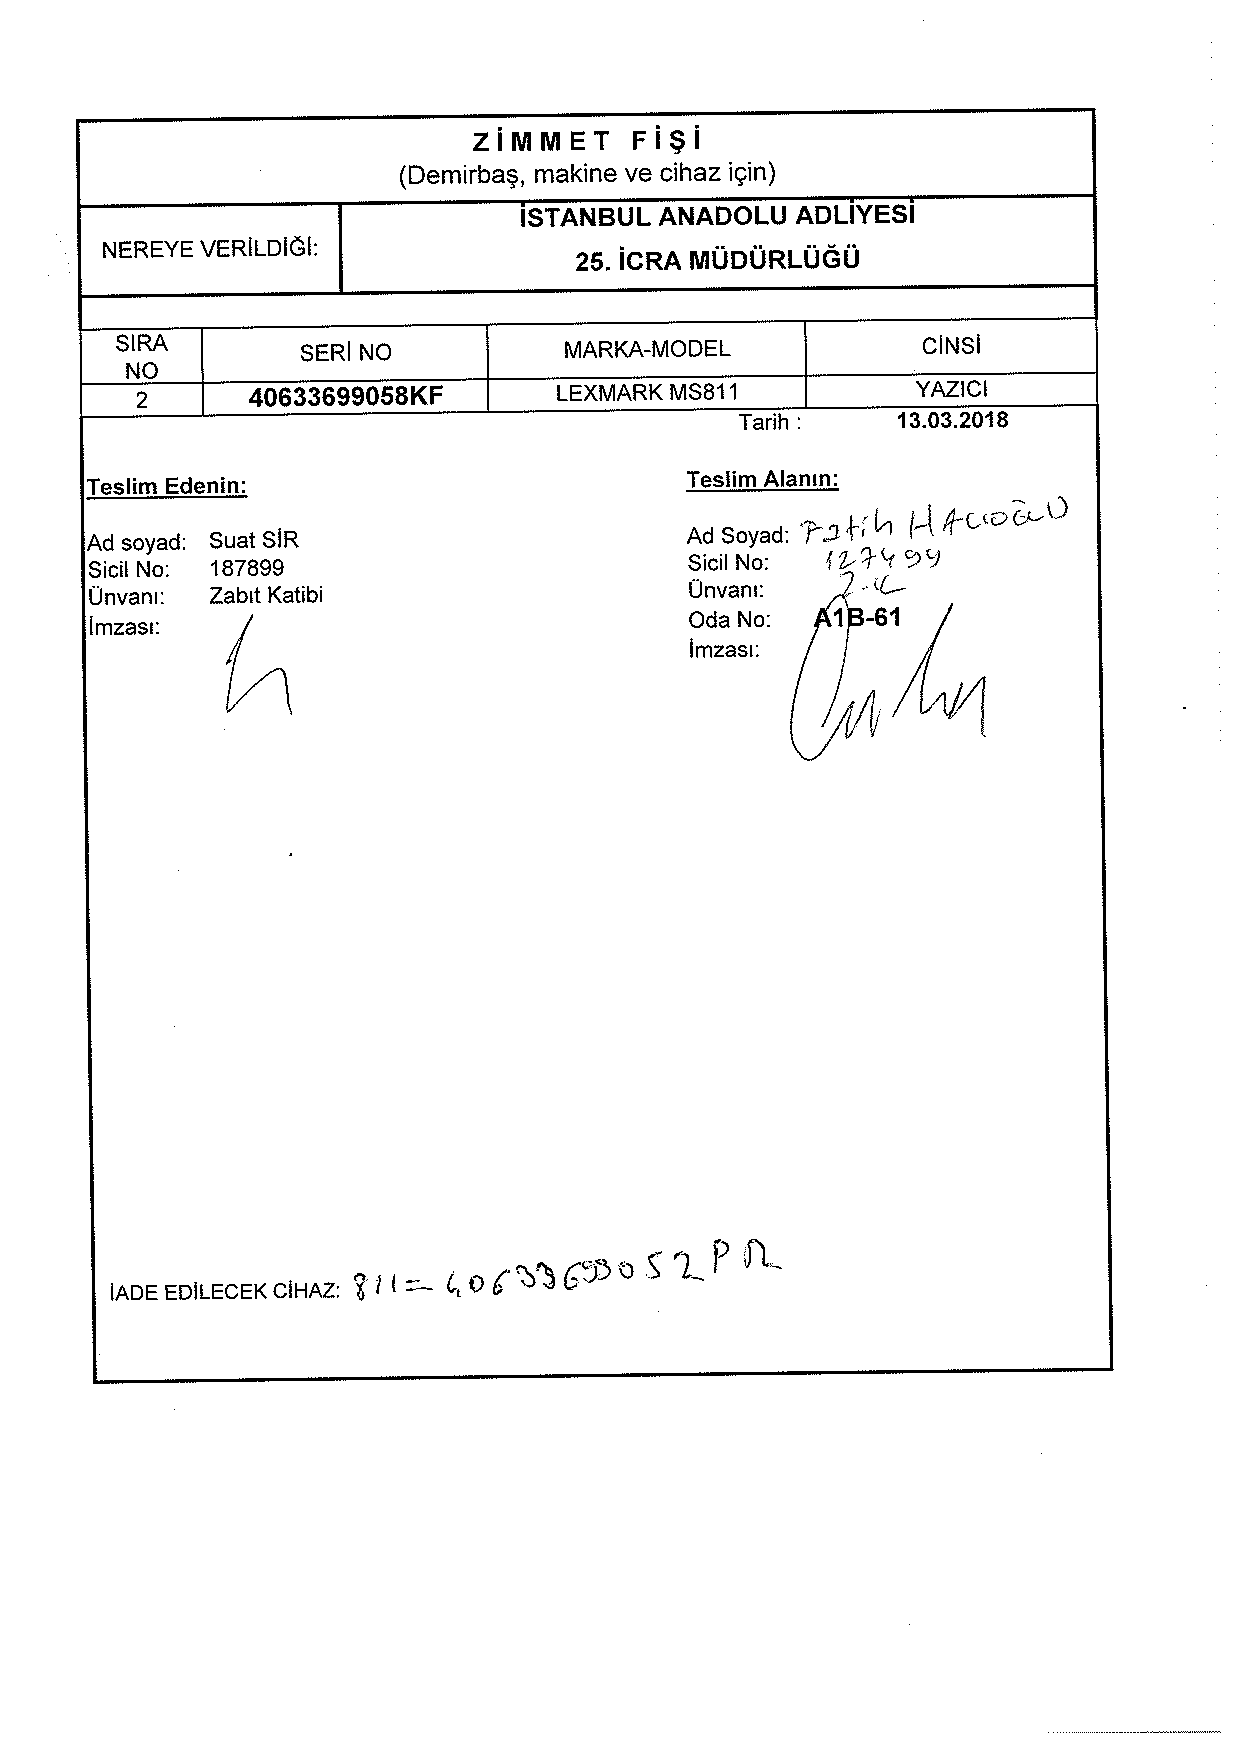 ZİMMET FİŞİ
(Demirbaş, makine ve cihaz için)
NEREYE VERİLDİĞİ:
İSTANBUL ANADOLU ADLİYESİ
25. İCRA MÜDÜRLÜĞÜ
SIRA NO SERİ NO MARKA-MODEL CİNSİ
2 40633699058KF LEXMARK MS811 YAZICI
Tarih : 13.03.2018
Teslim Edenin: Teslim Alanın:
Ad soyad: Suat SİR Ad Soyad: Fatih HACIOĞLU
Sicil No: 187899 Sicil No: 127499
Ünvanı: Zabıt Katibi Ünvanı: Z.K
İmzası: Oda No: A1B-61
İmzası:
İADE EDİLECEK CİHAZ: 811= 40633699052PR